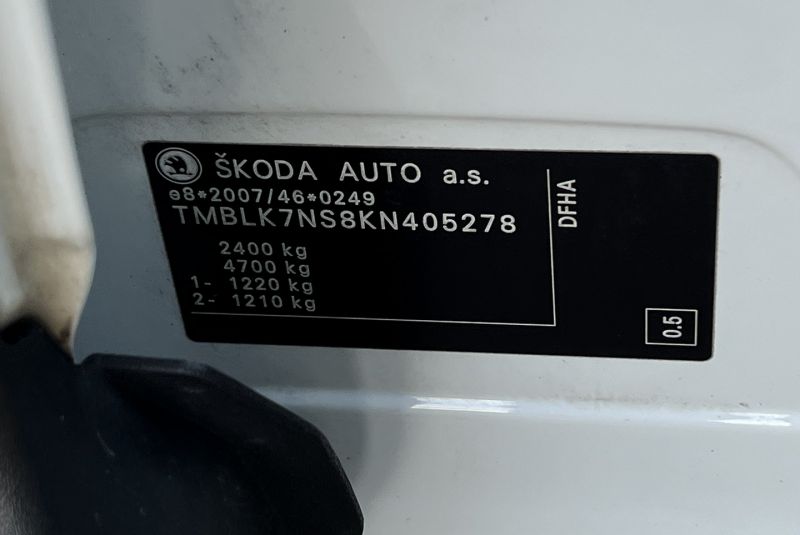 ŠKODA AUTO a.s.
e8*2007/46*0249
TMBLK7NS8KN405278
2400 kg
4700 kg
1- 1220 kg
2- 1210 kg
DFHA
0.5